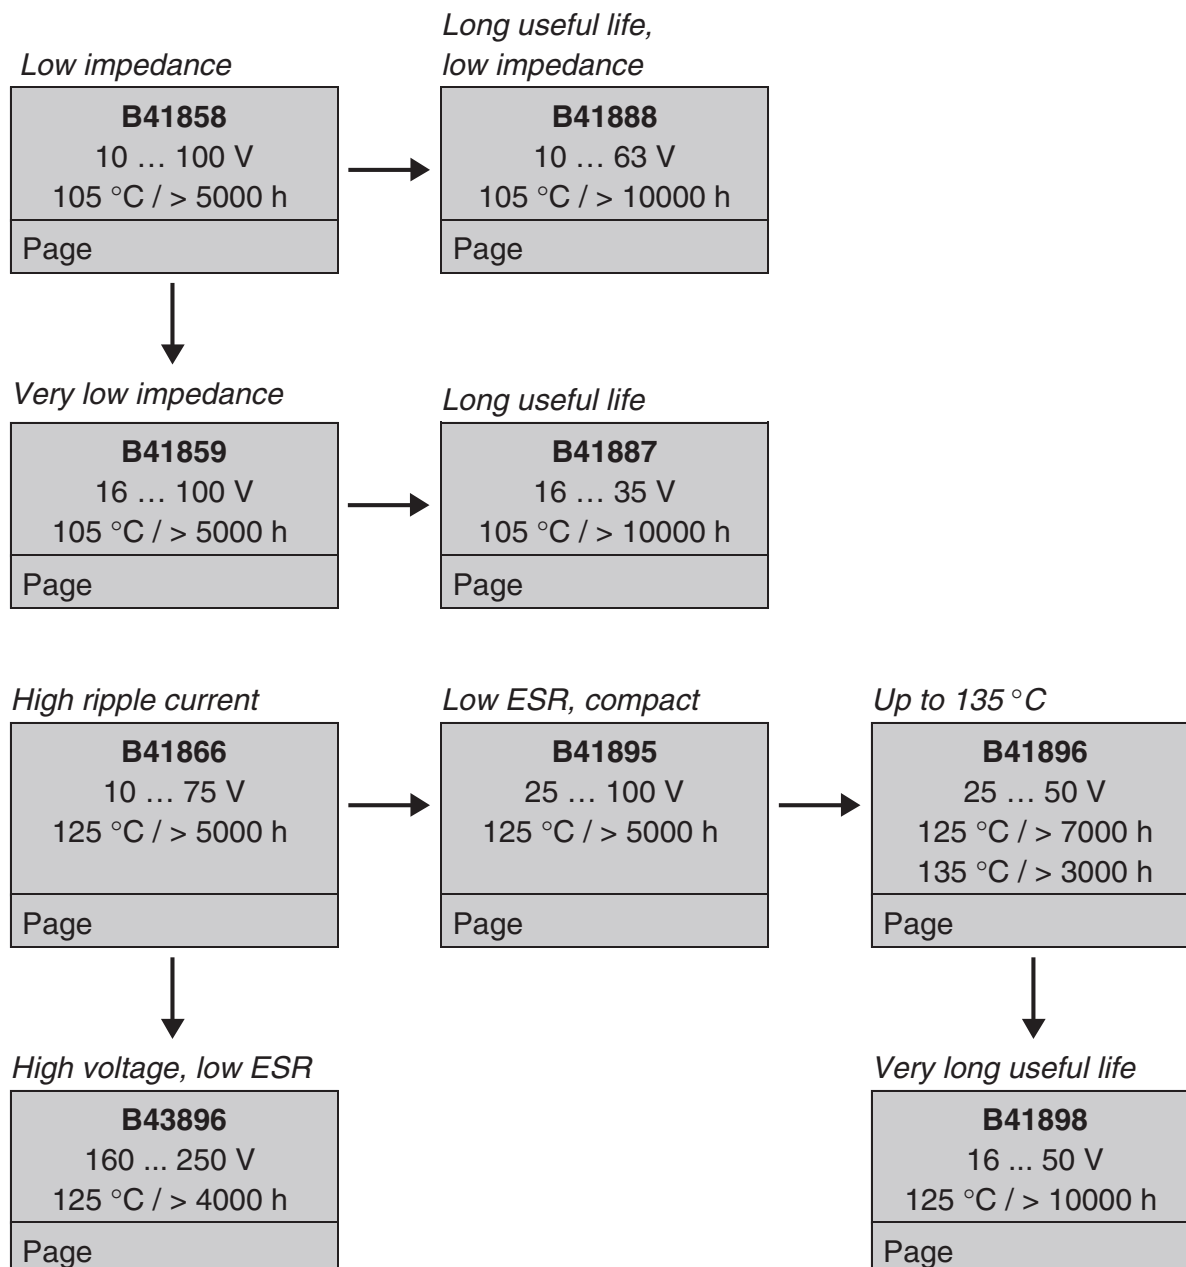 Low impedance
Long useful life,
low impedance
B41858
10 … 100 V
105 °C / > 5000 h
Page
B41888
10 … 63 V
105 °C / > 10000 h
Page
Very low impedance
B41859
16 … 100 V
105 °C / > 5000 h
Page
Long useful life
B41887
16 … 35 V
105 °C / > 10000 h
Page
High ripple current
B41866
10 … 75 V
125 °C / > 5000 h
Page
Low ESR, compact
B41895
25 … 100 V
125 °C / > 5000 h
Page
Up to 135 °C
B41896
25 … 50 V
125 °C / > 7000 h
135 °C / > 3000 h
Page
High voltage, low ESR
B43896
160 ... 250 V
125 °C / > 4000 h
Page
Very long useful life
B41898
16 ... 50 V
125 °C / > 10000 h
Page